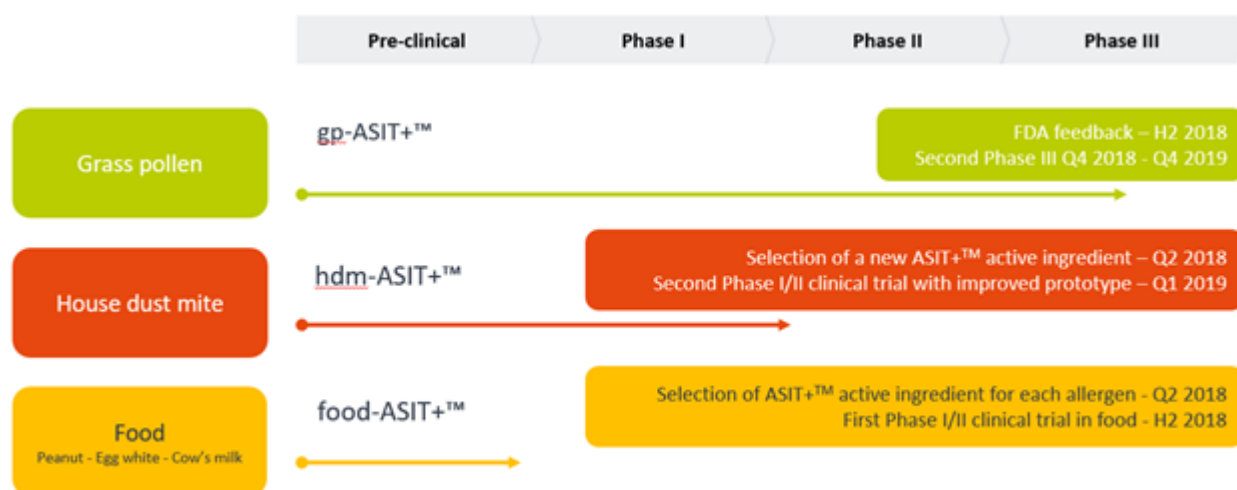 Pre-clinical
Phase I
Phase II
Phase III
Grass pollen
gp-ASIT+™
FDA feedback – H2 2018
Second Phase III Q4 2018 - Q4 2019
House dust mite
hdm-ASIT+™
Selection of a new ASIT+™ active ingredient – Q2 2018
Second Phase I/II clinical trial with improved prototype – Q1 2019
Food
Peanut - Egg white - Cow's milk
food-ASIT+™
Selection of ASIT+™ active ingredient for each allergen - Q2 2018
First Phase I/II clinical trial in food - H2 2018